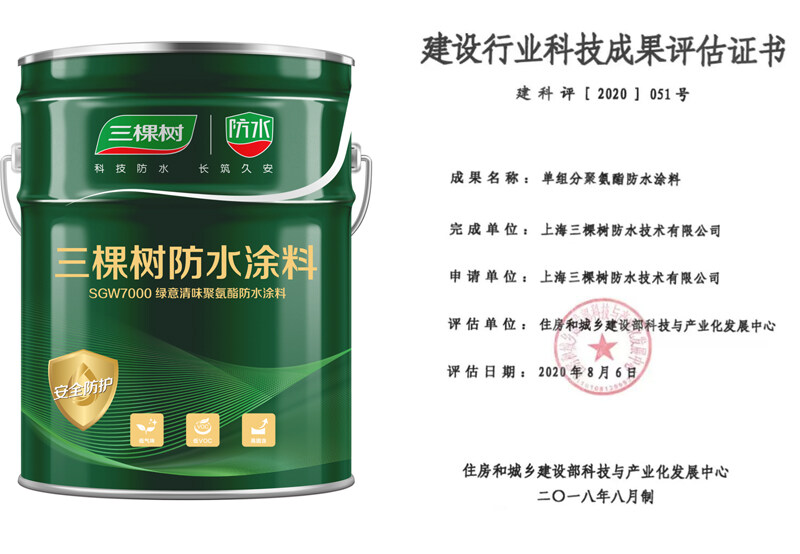 三棵树
防水
科技防水 长筑久安
三棵树防水涂料
SGW7000 绿意清味聚氨酯防水涂料
安全防护
低气味
低VOC
建设行业科技成果评估证书
建科评［2020］051号
成果名称：单组分聚氨酯防水涂料
完成单位：上海三棵树防水技术有限公司
申请单位：上海三棵树防水技术有限公司
评估单位：住房和城乡建设部科技与产业化发展中心
评估日期：2020年8月6日
住房和城乡建设部科技与产业化发展中心
二〇一八年八月制